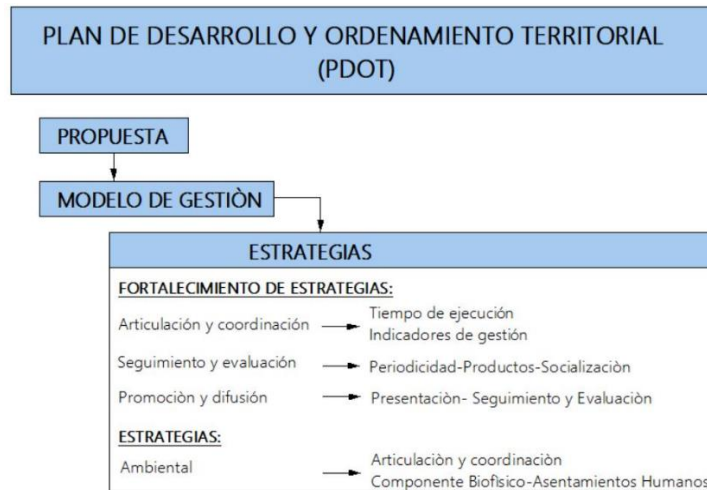 PLAN DE DESARROLLO Y ORDENAMIENTO TERRITORIAL
(PDOT)
PROPUESTA
MODELO DE GESTIÒN
ESTRATEGIAS
FORTALECIMIENTO DE ESTRATEGIAS:
Articulación y coordinación
Tiempo de ejecución
Indicadores de gestión
Seguimiento y evaluación
Periodicidad-Productos-Socializaciòn
Promociòn y difusión
Presentaciòn- Seguimiento y Evaluaciòn
ESTRATEGIAS:
Ambiental
Articulaciòn y coordinaciòn
Componente Biofìsico-Asentamientos Humanos